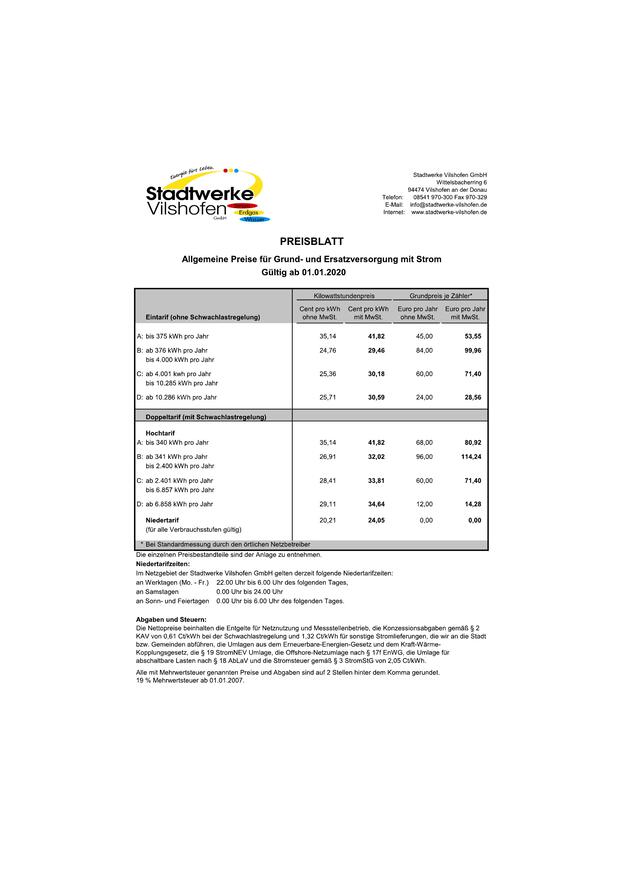 Energie fürs Leben.
Stadtwerke
Vilshofen
GmbH
Strom
Erdgas
Wasser
Stadtwerke Vilshofen GmbH
Wittelsbacherring 6
94474 Vilshofen an der Donau
Telefon: 08541 970-300 Fax 970-329
E-Mail: info@stadtwerke-vilshofen.de
Internet: www.stadtwerke-vilshofen.de
PREISBLATT
Allgemeine Preise für Grund- und Ersatzversorgung mit Strom
Gültig ab 01.01.2020
Kilowattstundenpreis Grundpreis je Zähler*
Cent pro kWh Cent pro kWh Euro pro Jahr Euro pro Jahr
Eintarif (ohne Schwachlastregelung) ohne MwSt. mit MwSt. ohne MwSt. mit MwSt.
A: bis 375 kWh pro Jahr 35,14 41,82 45,00 53,55
B: ab 376 kWh pro Jahr 24,76 29,46 84,00 99,96
bis 4.000 kWh pro Jahr
C: ab 4.001 kwh pro Jahr 25,36 30,18 60,00 71,40
bis 10.285 kWh pro Jahr
D: ab 10.286 kWh pro Jahr 25,71 30,59 24,00 28,56
Doppeltarif (mit Schwachlastregelung)
Hochtarif
A: bis 340 kWh pro Jahr 35,14 41,82 68,00 80,92
B: ab 341 kWh pro Jahr 26,91 32,02 96,00 114,24
bis 2.400 kWh pro Jahr
C: ab 2.401 kWh pro Jahr 28,41 33,81 60,00 71,40
bis 6.857 kWh pro Jahr
D: ab 6.858 kWh pro Jahr 29,11 34,64 12,00 14,28
Niedertarif 20,21 24,05 0,00 0,00
(für alle Verbrauchsstufen gültig)
* Bei Standardmessung durch den örtlichen Netzbetreiber
Die einzelnen Preisbestandteile sind der Anlage zu entnehmen.
Niedertarifzeiten:
Im Netzgebiet der Stadtwerke Vilshofen GmbH gelten derzeit folgende Niedertarifzeiten:
an Werktagen (Mo. - Fr.) 22.00 Uhr bis 6.00 Uhr des folgenden Tages,
an Samstagen 0.00 Uhr bis 24.00 Uhr
an Sonn- und Feiertagen 0.00 Uhr bis 6.00 Uhr des folgenden Tages.
Abgaben und Steuern:
Die Nettopreise beinhalten die Entgelte für Netznutzung und Messstellenbetrieb, die Konzessionsabgaben gemäß § 2
KAV von 0,61 Ct/kWh bei der Schwachlastregelung und 1,32 Ct/kWh für sonstige Stromlieferungen, die wir an die Stadt
bzw. Gemeinden abführen, die Umlagen aus dem Erneuerbare-Energien-Gesetz und dem Kraft-Wärme-
Kopplungsgesetz, die § 19 StromNEV Umlage, die Offshore-Netzumlage nach § 17f EnWG, die Umlage für
abschaltbare Lasten nach § 18 AbLaV und die Stromsteuer gemäß § 3 StromStG von 2,05 Ct/kWh.
Alle mit Mehrwertsteuer genannten Preise und Abgaben sind auf 2 Stellen hinter dem Komma gerundet.
19 % Mehrwertsteuer ab 01.01.2007.